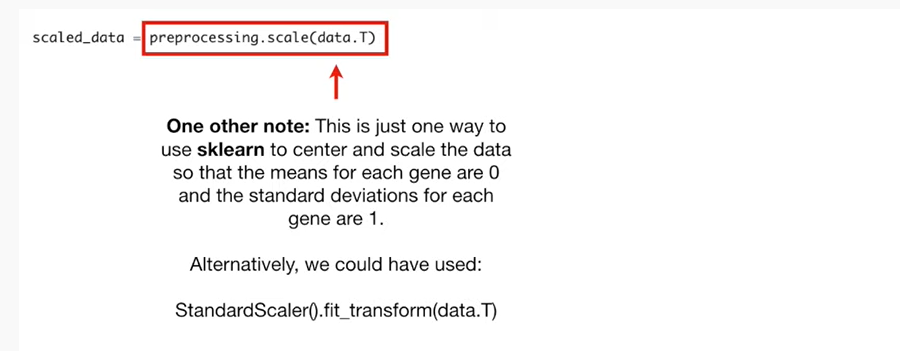 scaled_data = preprocessing.scale(data.T)
One other note: This is just one way to
use sklearn to center and scale the data
so that the means for each gene are 0
and the standard deviations for each
gene are 1.
Alternatively, we could have used:
StandardScaler().fit_transform(data.T)